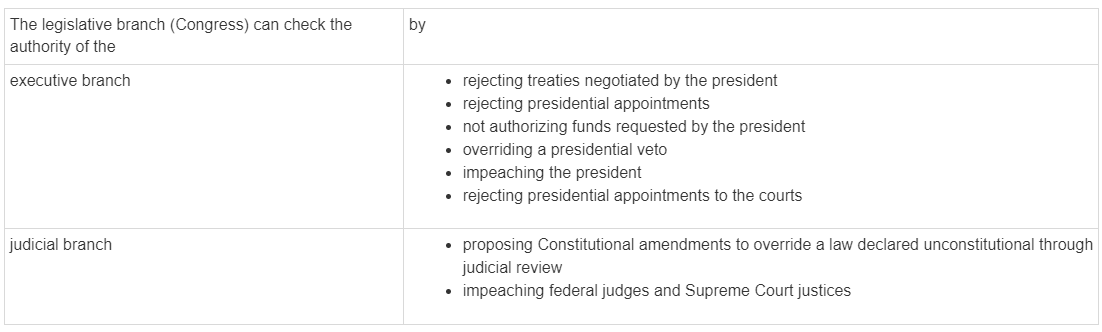 The legislative branch (Congress) can check the
authority of the
by
executive branch
• rejecting treaties negotiated by the president
• rejecting presidential appointments
• not authorizing funds requested by the president
• overriding a presidential veto
• impeaching the president
• rejecting presidential appointments to the courts
judicial branch
• proposing Constitutional amendments to override a law declared unconstitutional through
judicial review
• impeaching federal judges and Supreme Court justices